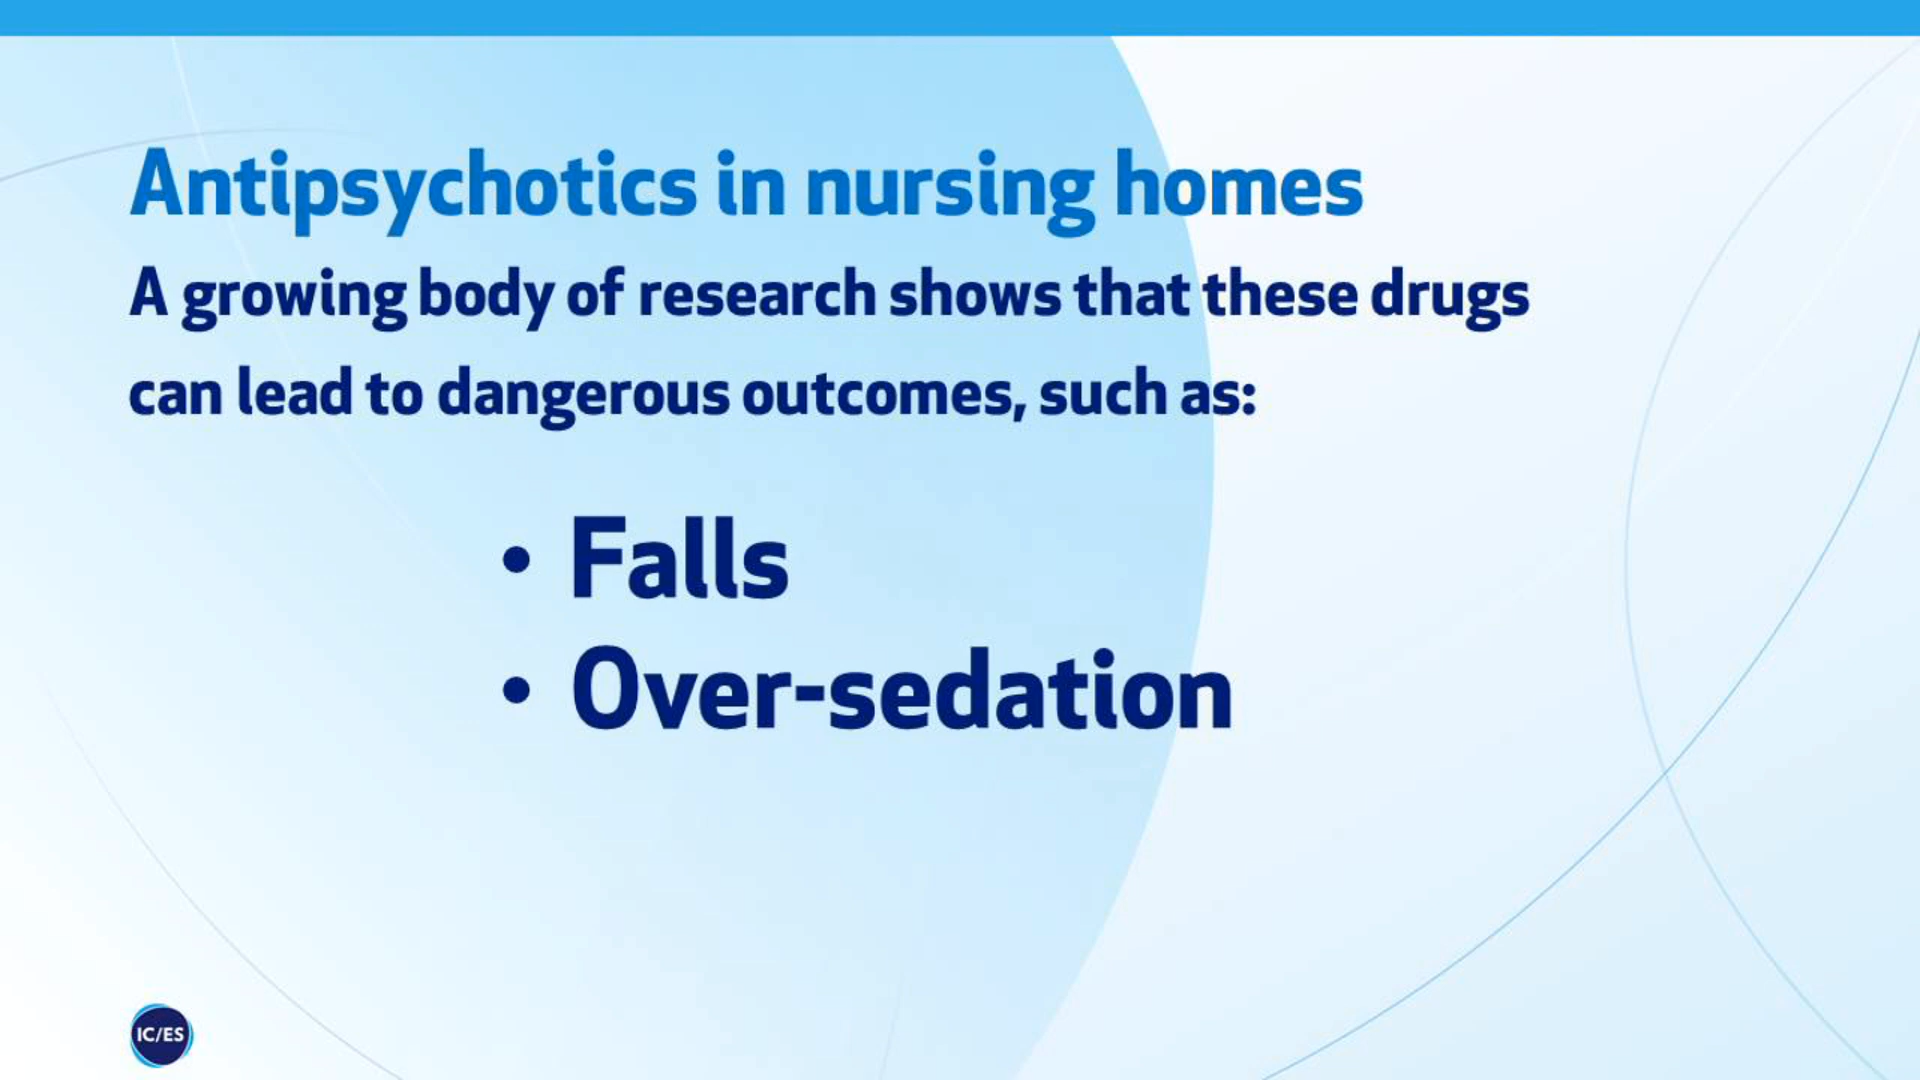 Antipsychotics in nursing homes
A growing body of research shows that these drugs
can lead to dangerous outcomes, such as:
• Falls
• Over-sedation
IC/ES